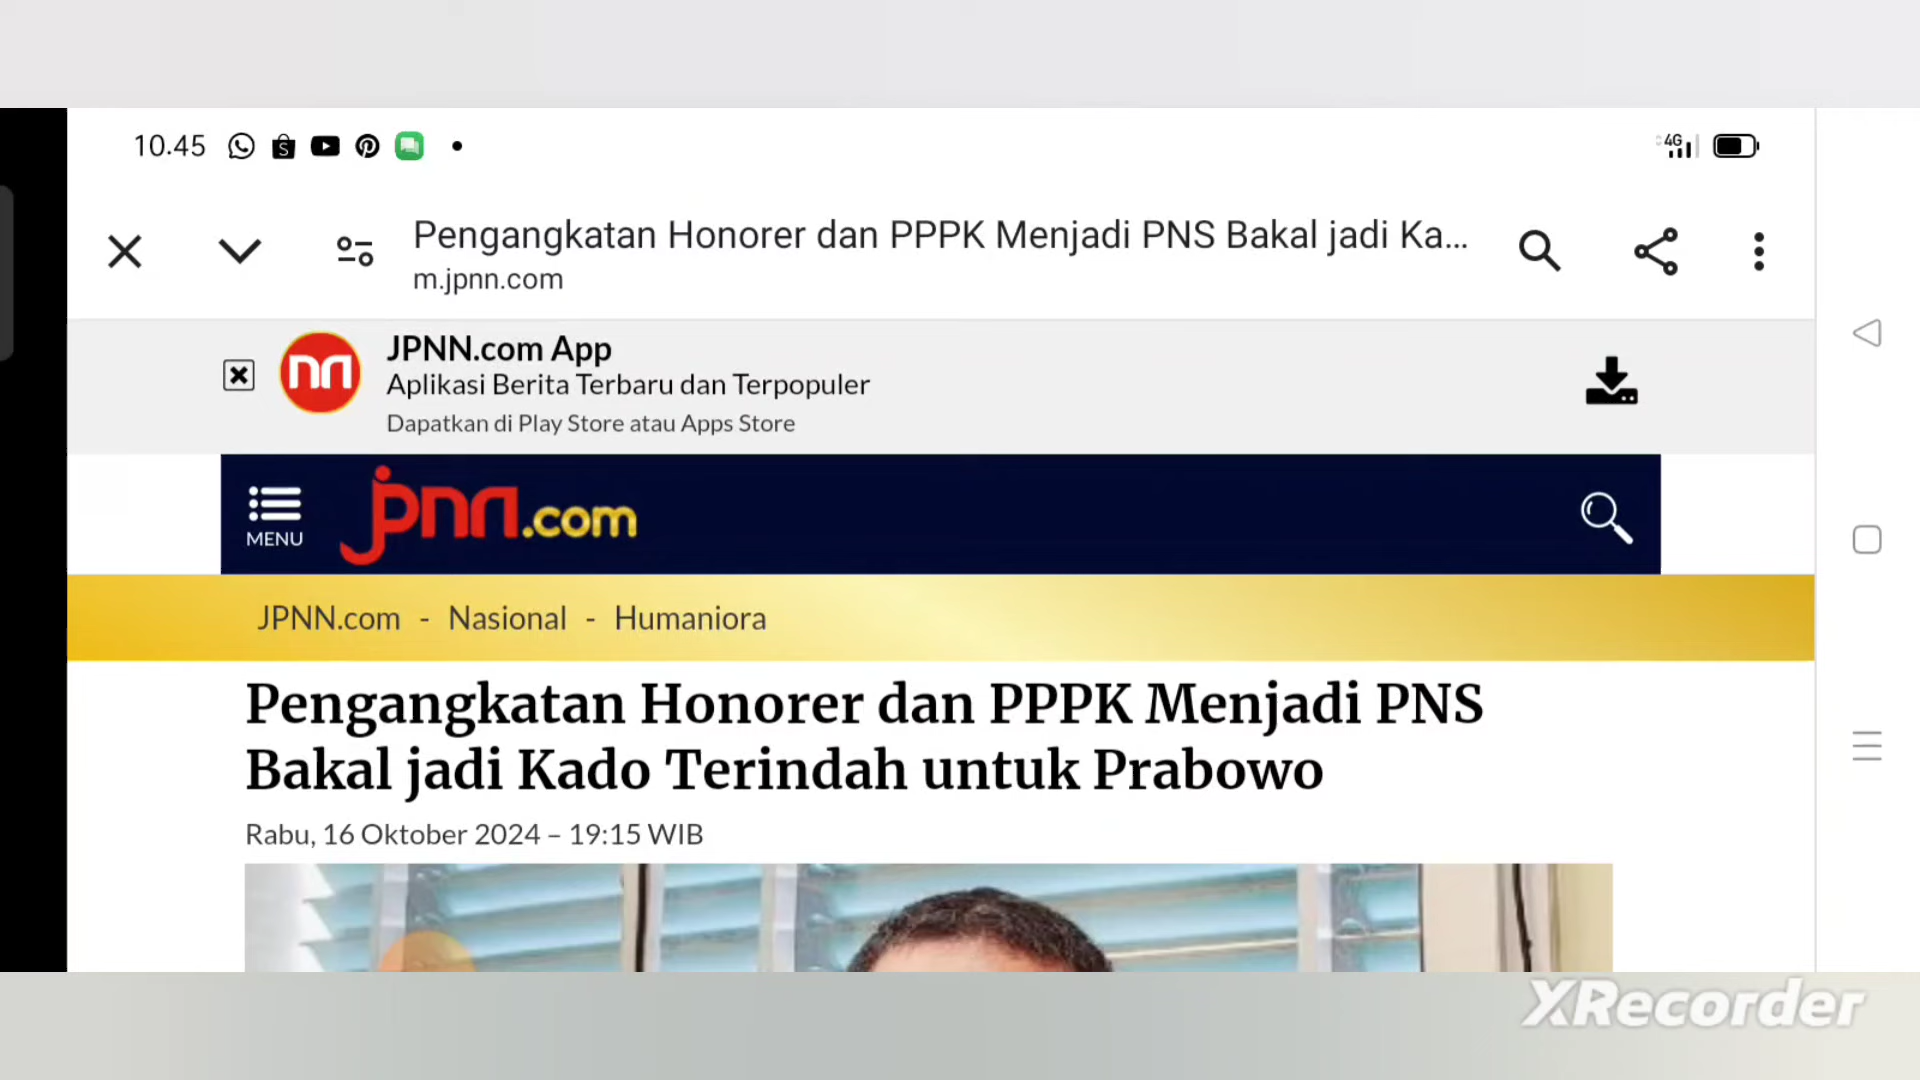 10.45
4G
Pengangkatan Honorer dan PPPK Menjadi PNS Bakal jadi Ka...
m.jpnn.com
JPNN.com App
Aplikasi Berita Terbaru dan Terpopuler
Dapatkan di Play Store atau Apps Store
MENU
jpnn.com
JPNN.com - Nasional - Humaniora
Pengangkatan Honorer dan PPPK Menjadi PNS
Bakal jadi Kado Terindah untuk Prabowo
Rabu, 16 Oktober 2024 – 19:15 WIB
XRecorder